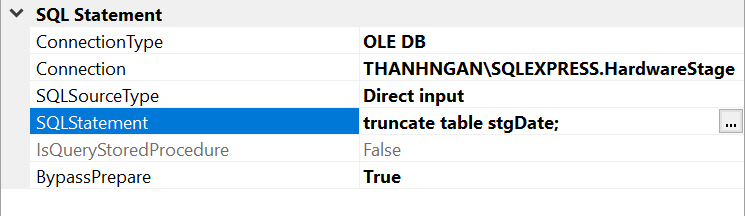 SQL Statement
ConnectionType OLE DB
Connection THANHNGAN\SQLEXPRESS.HardwareStage
SQLSourceType Direct input
SQLStatement truncate table stgDate; ...
IsQueryStoredProcedure False
BypassPrepare True